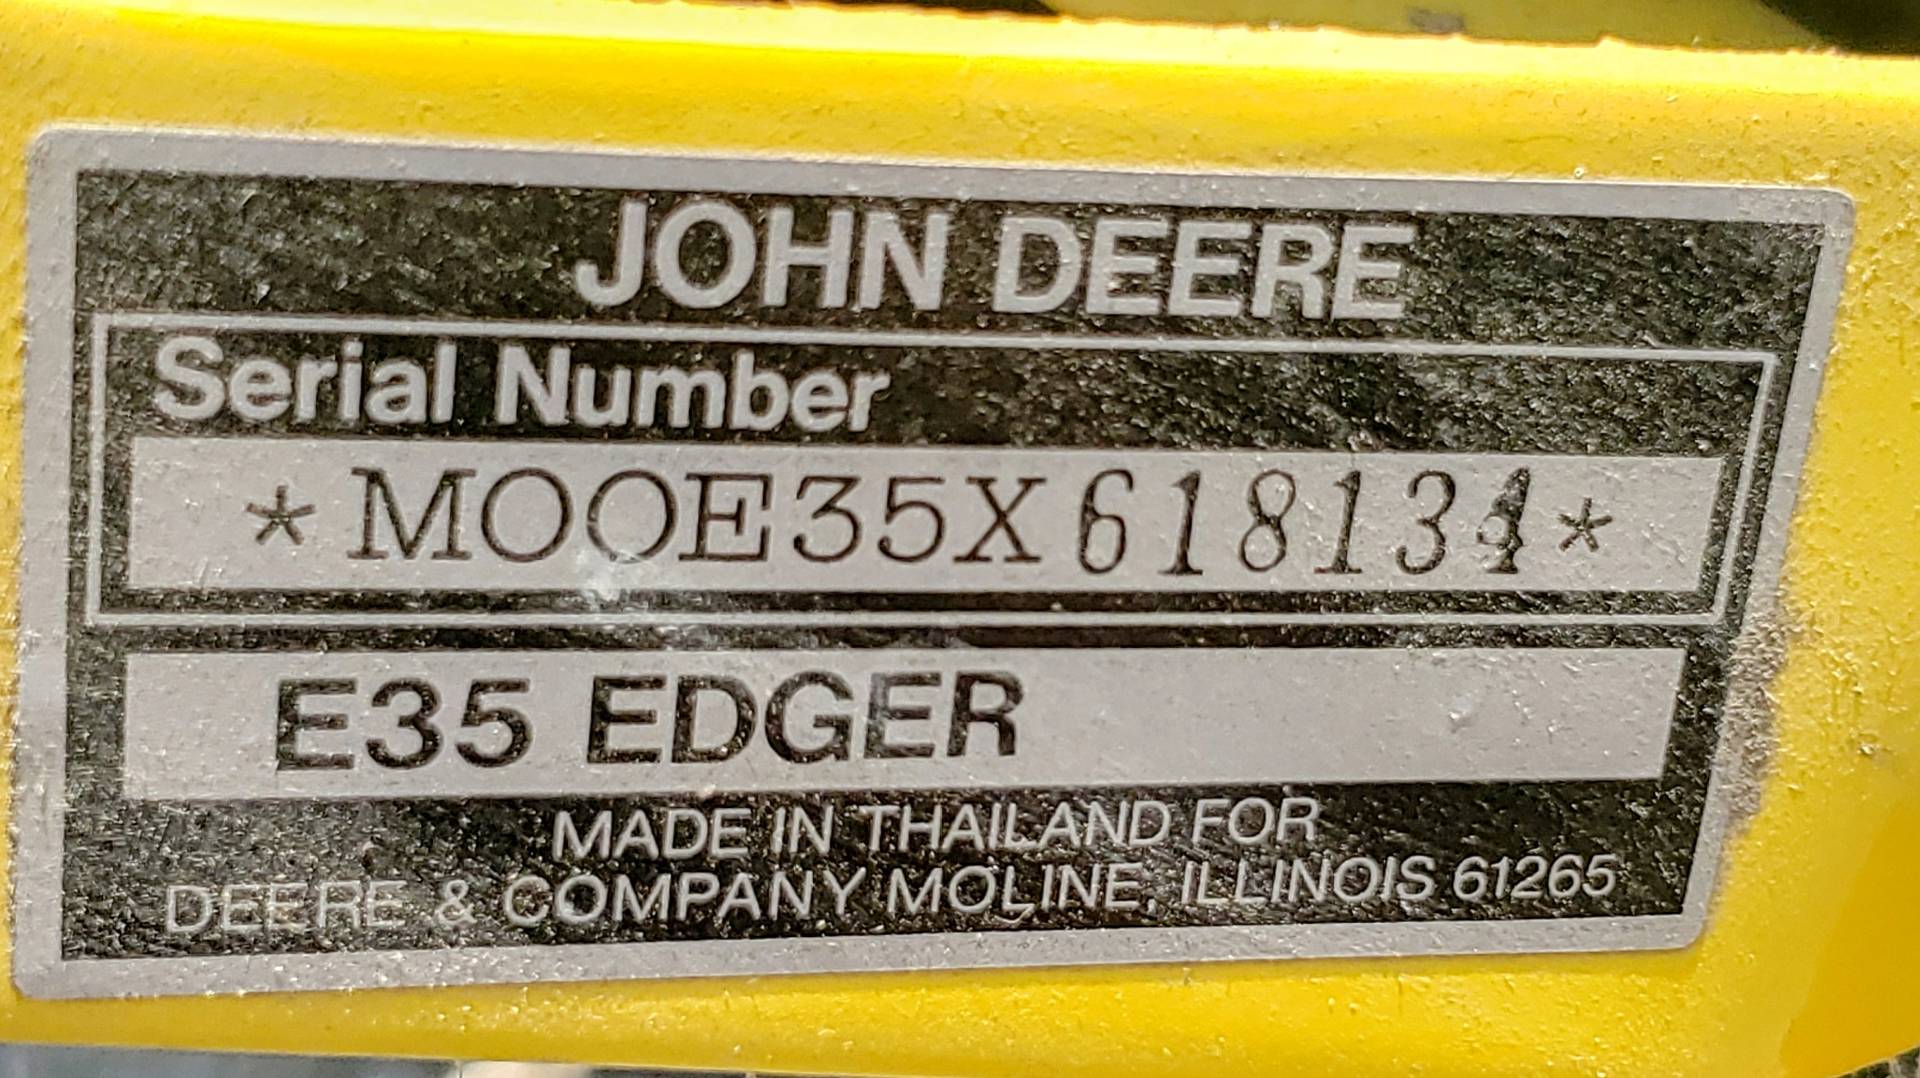 JOHN DEERE
Serial Number
*MOOE35X618134*
E35 EDGER
MADE IN THAILAND FOR
DEERE & COMPANY MOLINE, ILLINOIS 61265